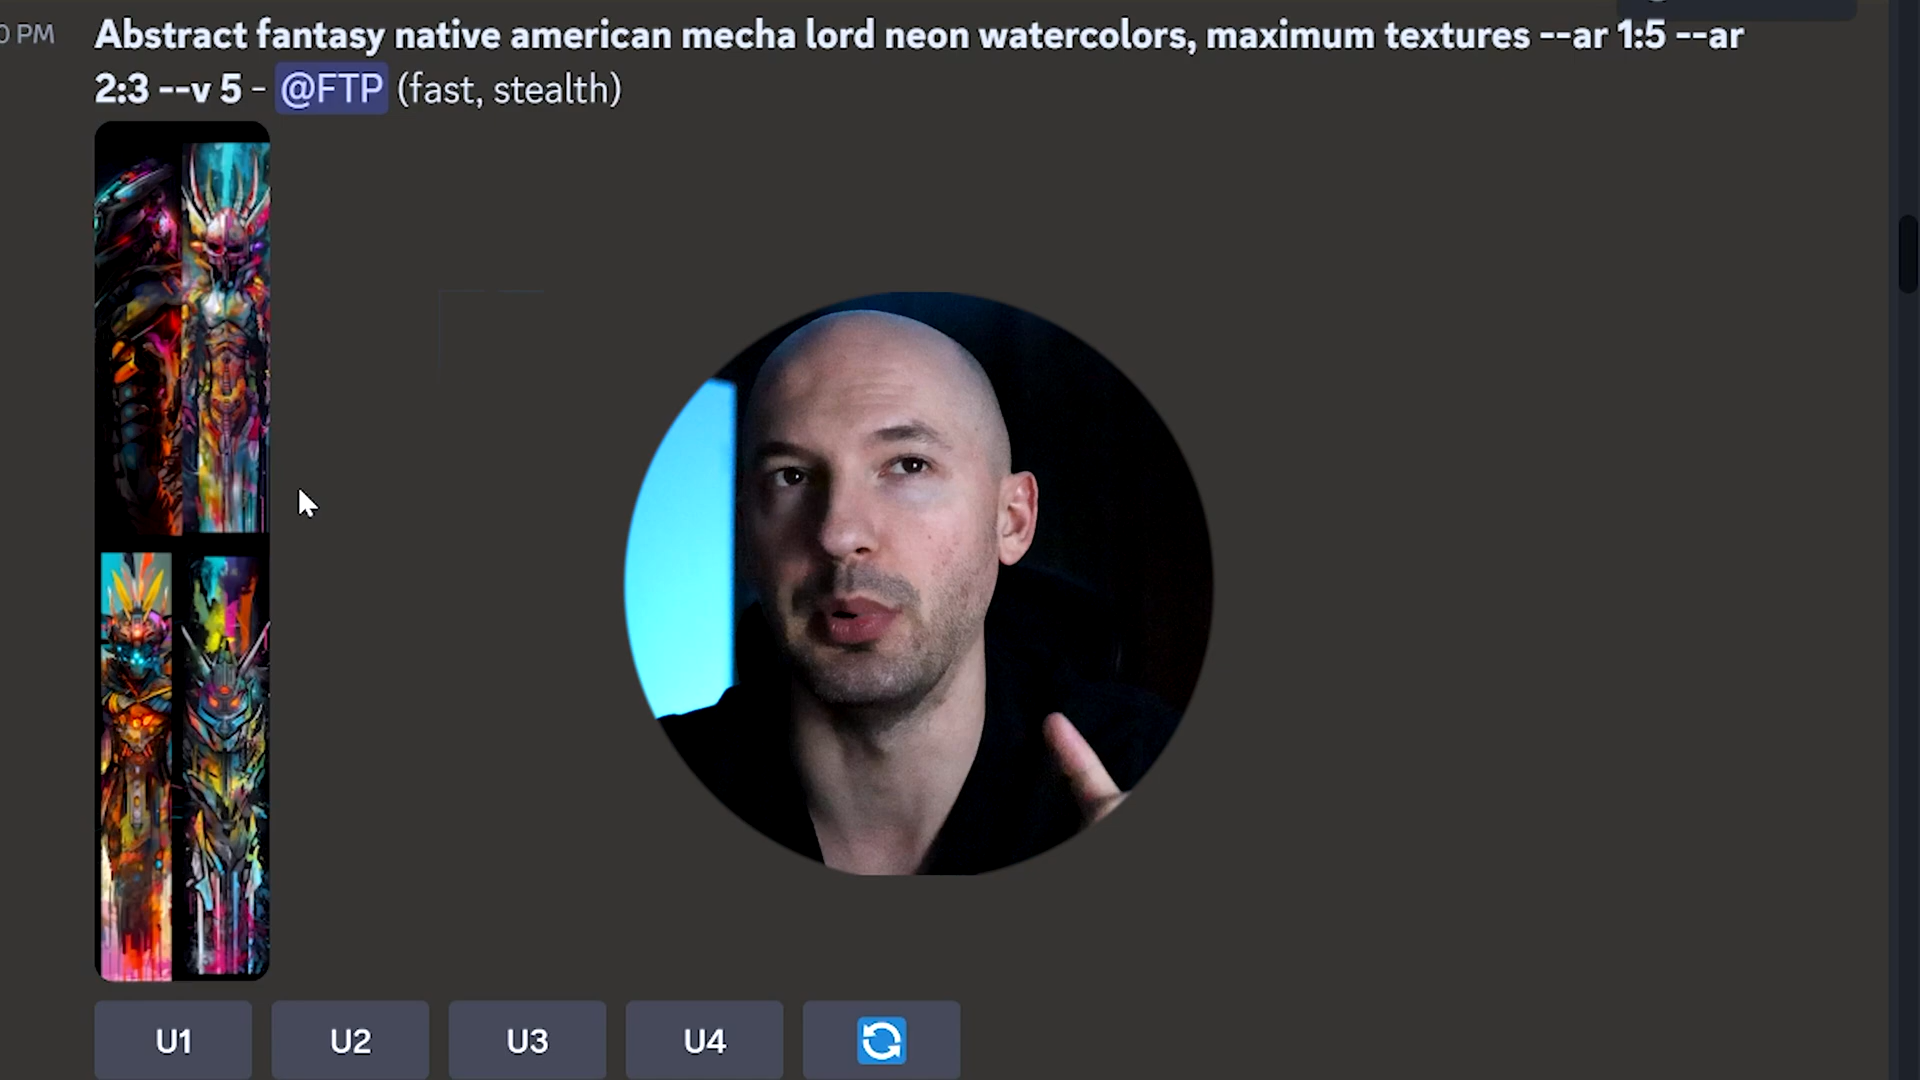 0 PM
Abstract fantasy native american mecha lord neon watercolors, maximum textures --ar 1:5 --ar
2:3 --v 5 - @FTP (fast, stealth)
U1 U2 U3 U4